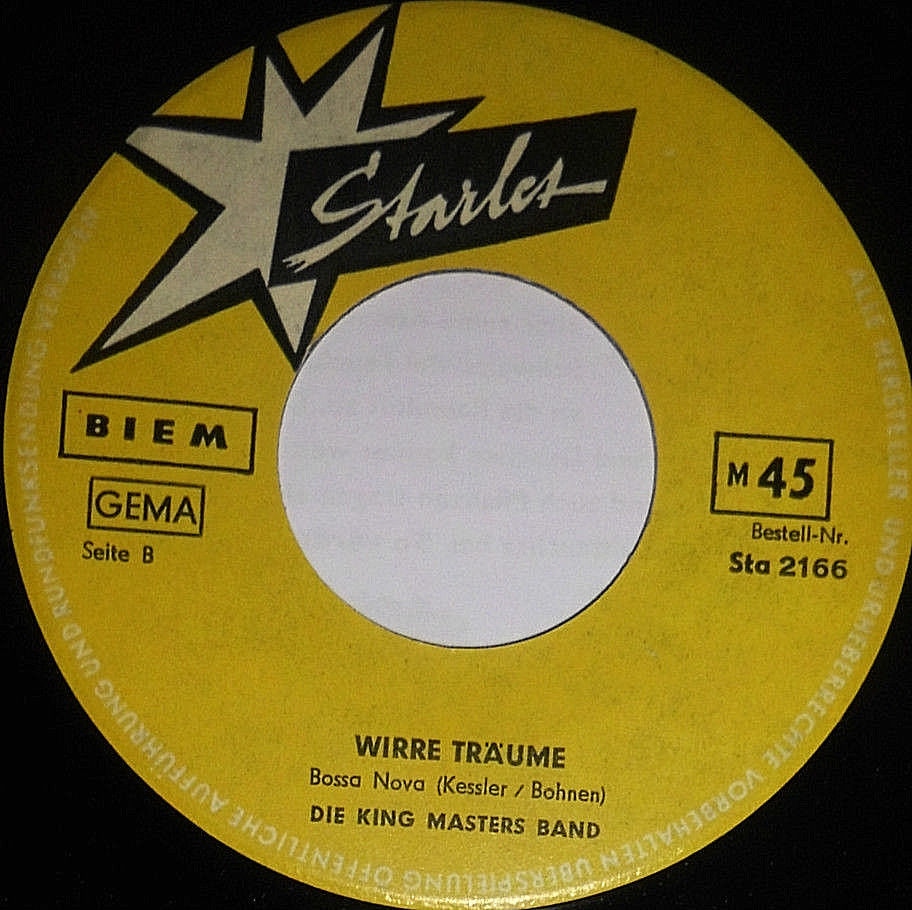 Starlet
BIEM
GEMA
Seite B
M 45
Bestell-Nr.
Sta 2166
WIRRE TRÄUME
Bossa Nova (Kessler / Bohnen)
DIE KING MASTERS BAND
ALLE HERSTELLER UND URHEBERRECHTE VORBEHALTEN ÜBERSPIELUNG ÖFFENTLICHE AUFFÜHRUNG UND RUNDFUNKSENDUNG VERBOTEN